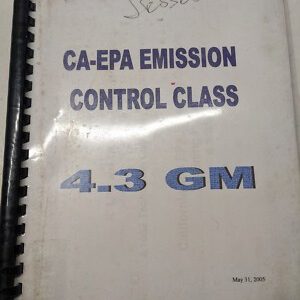 CA-EPA EMISSION
CONTROL CLASS
4.3 GM
May 31, 2005